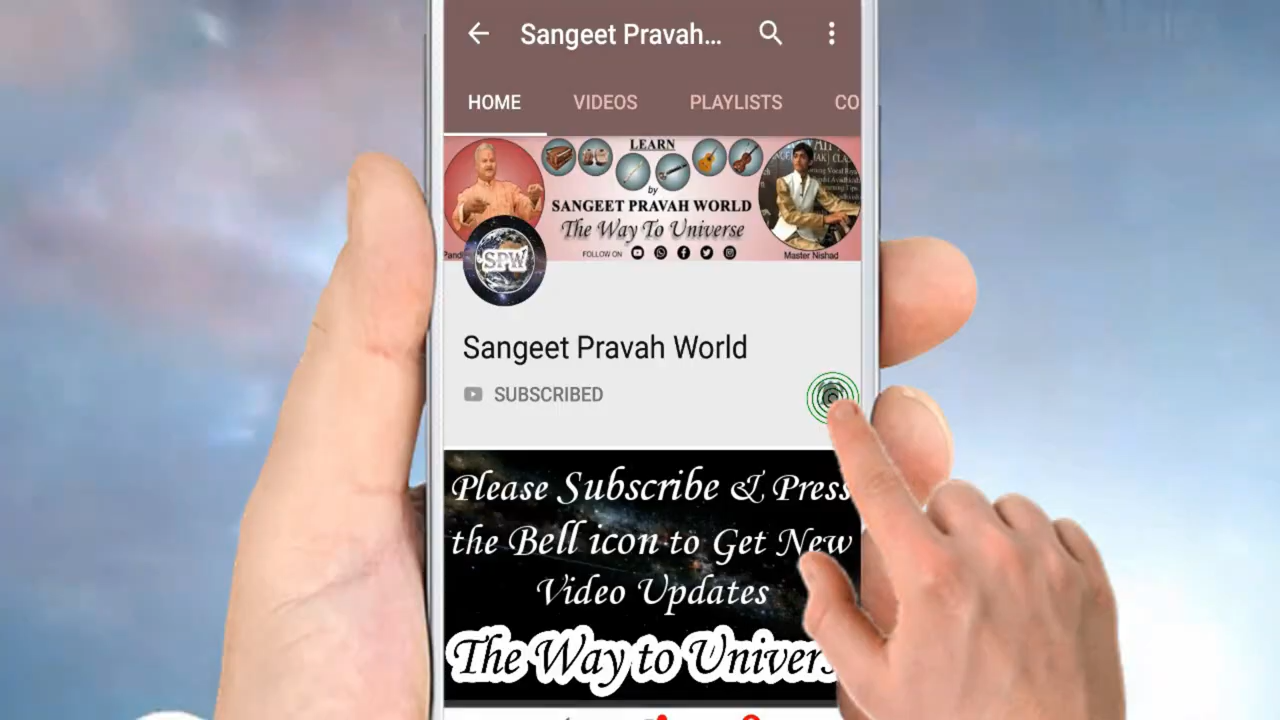 Sangeet Pravah...
HOME VIDEOS PLAYLISTS CO
LEARN
by
SANGEET PRAVAH WORLD
The Way To Universe
FOLLOW ON
Pand
Master Nishad
SPW
Sangeet Pravah World
SUBSCRIBED
Please Subscribe & Press
the Bell icon to Get New
Video Updates
The Way to Univers